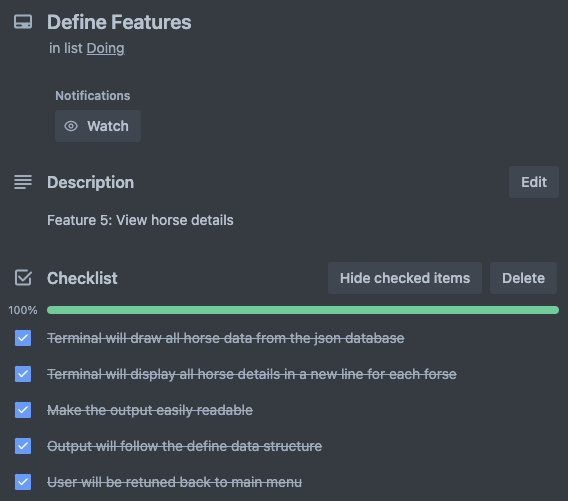 Define Features
in list Doing
Notifications
Watch
Description
Edit
Feature 5: View horse details
Checklist
Hide checked items
Delete
100%
Terminal will draw all horse data from the json database
Terminal will display all horse details in a new line for each forse
Make the output easily readable
Output will follow the define data structure
User will be retuned back to main menu